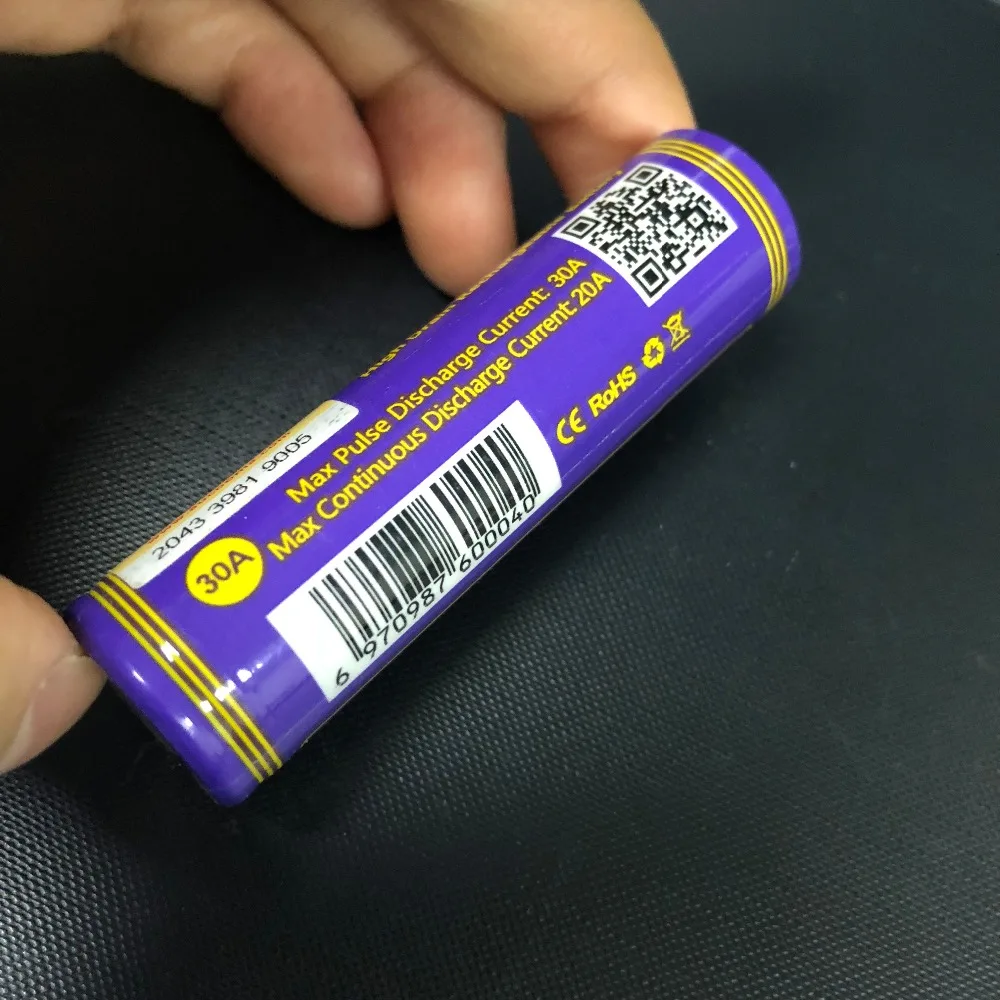 2043 3981 9005
30A
Max Pulse Discharge Current: 30A
Max Continuous Discharge Current: 20A
CE RoHS
6 970987 600040